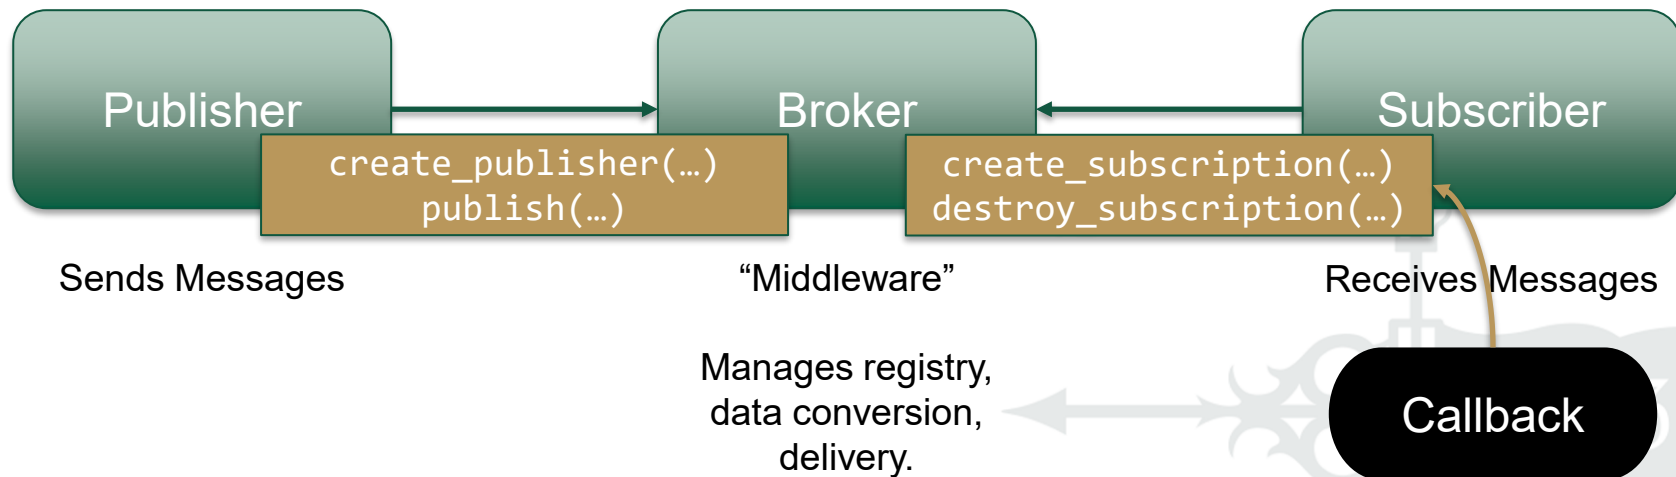 Publisher
Broker
Subscriber
create_publisher(…)
publish(…)
create_subscription(…)
destroy_subscription(…)
Sends Messages
“Middleware”
Receives Messages
Manages registry,
data conversion,
delivery.
Callback